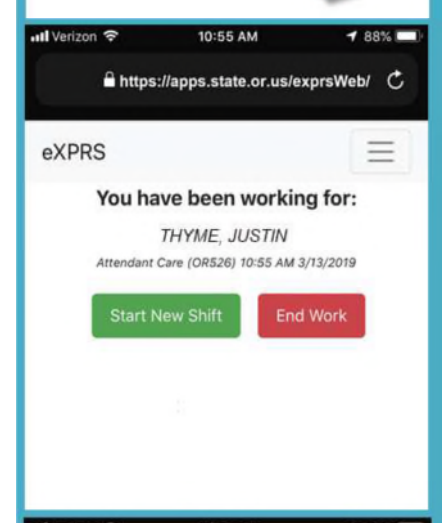 Verizon 10:55 AM 88%
https://apps.state.or.us/exprsWeb/
eXPRS
You have been working for:
THYME, JUSTIN
Attendant Care (OR526) 10:55 AM 3/13/2019
Start New Shift End Work